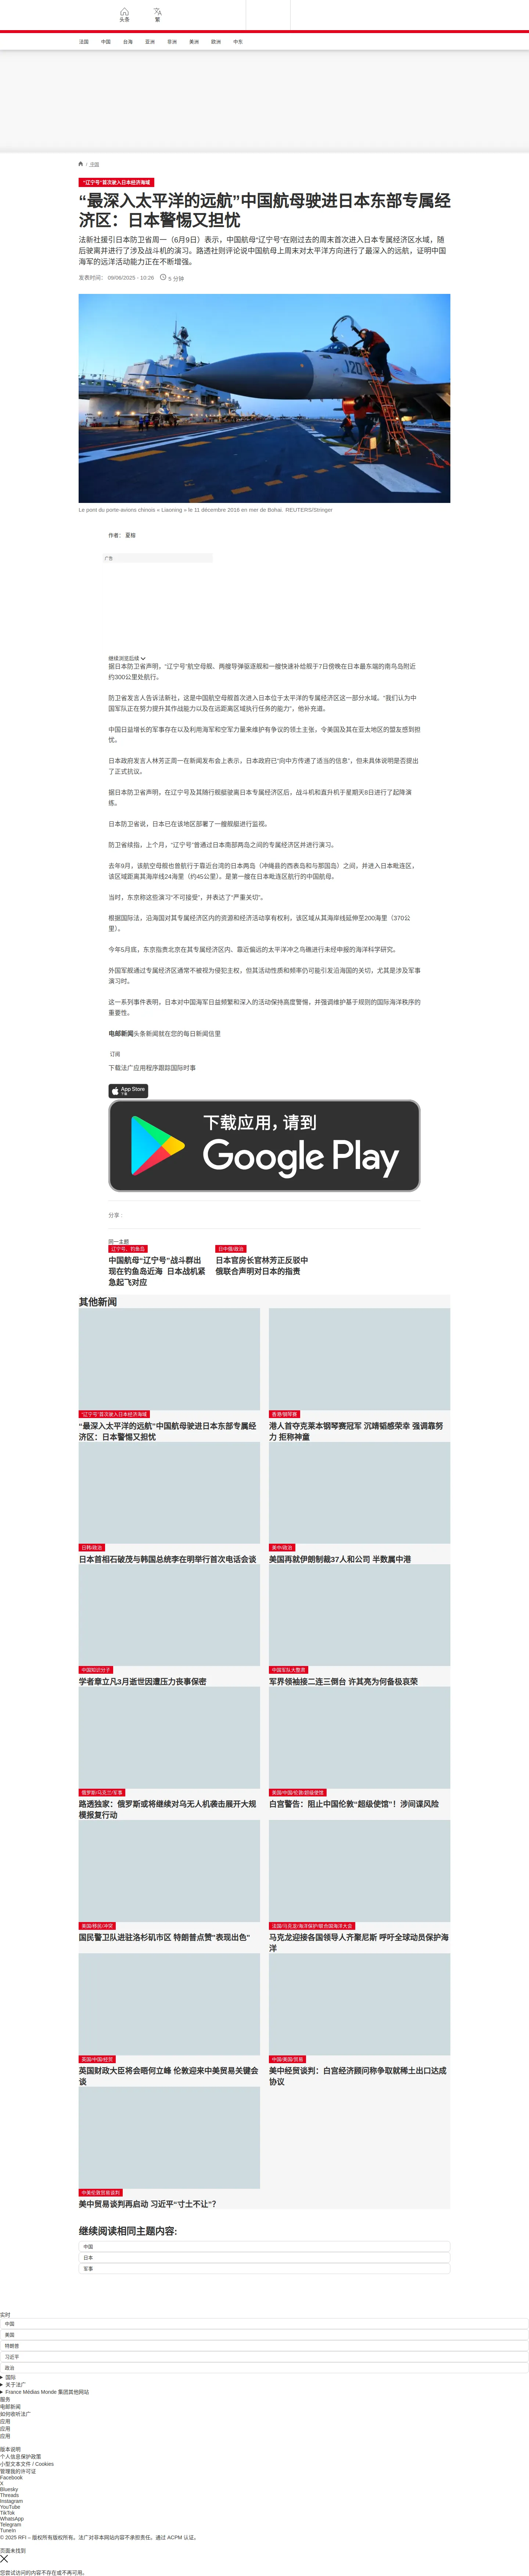 头条
繁
法国
中国
台海
亚洲
非洲
美洲
欧洲
中东
/ 中国
“辽宁号”首次驶入日本经济海域
“最深入太平洋的远航”中国航母驶进日本东部专属经
济区：日本警惕又担忧
法新社援引日本防卫省周一（6月9日）表示，中国航母“辽宁号”在刚过去的周末首次进入日本专属经济区水域，随
后驶离并进行了涉及战斗机的演习。路透社则评论说中国航母上周末对太平洋方向进行了最深入的远航，证明中国
海军的远洋活动能力正在不断增强。
发表时间： 09/06/2025 - 10:26
5 分钟
Le pont du porte-avions chinois « Liaoning » le 11 décembre 2016 en mer de Bohai. REUTERS/Stringer
作者： 夏榕
广告
继续浏览后续
据日本防卫省声明，“辽宁号”航空母舰、两艘导弹驱逐舰和一艘快速补给舰于7日傍晚在日本最东端的南鸟岛附近
约300公里处航行。
防卫省发言人告诉法新社，这是中国航空母舰首次进入日本位于太平洋的专属经济区这一部分水域。“我们认为中
国军队正在努力提升其作战能力以及在远距离区域执行任务的能力”，他补充道。
中国日益增长的军事存在以及利用海军和空军力量来维护有争议的领土主张，令美国及其在亚太地区的盟友感到担
忧。
日本政府发言人林芳正周一在新闻发布会上表示，日本政府已“向中方传递了适当的信息”，但未具体说明是否提出
了正式抗议。
据日本防卫省声明，在辽宁号及其随行舰艇驶离日本专属经济区后，战斗机和直升机于星期天8日进行了起降演
练。
日本防卫省说，日本已在该地区部署了一艘舰艇进行监视。
防卫省续指，上个月，“辽宁号”曾通过日本南部两岛之间的专属经济区并进行演习。
去年9月，该航空母舰也曾航行于靠近台湾的日本两岛（冲绳县的西表岛和与那国岛）之间，并进入日本毗连区，
该区域距离其海岸线24海里（约45公里）。是第一艘在日本毗连区航行的中国航母。
当时，东京称这些演习“不可接受”，并表达了“严重关切”。
根据国际法，沿海国对其专属经济区内的资源和经济活动享有权利，该区域从其海岸线延伸至200海里（370公
里）。
今年5月底，东京指责北京在其专属经济区内、靠近偏远的太平洋冲之鸟礁进行未经申报的海洋科学研究。
外国军舰通过专属经济区通常不被视为侵犯主权，但其活动性质和频率仍可能引发沿海国的关切，尤其是涉及军事
演习时。
这一系列事件表明，日本对中国海军日益频繁和深入的活动保持高度警惕，并强调维护基于规则的国际海洋秩序的
重要性。
电邮新闻头条新闻就在您的每日新闻信里
订阅
下载法广应用程序跟踪国际时事
App Store
下载
下载应用，请到
Google Play
分享 :
同一主题
辽宁号、钓鱼岛
中国航母“辽宁号”战斗群出
现在钓鱼岛近海 日本战机紧
急起飞对应
日中俄/政治
日本官房长官林芳正反驳中
俄联合声明对日本的指责
其他新闻
“辽宁号”首次驶入日本经济海域
“最深入太平洋的远航”中国航母驶进日本东部专属经
济区：日本警惕又担忧
香港/钢琴赛
港人首夺克莱本钢琴赛冠军 沉靖韬感荣幸 强调靠努
力 拒称神童
日韩/政治
日本首相石破茂与韩国总统李在明举行首次电话会谈
美中/政治
美国再就伊朗制裁37人和公司 半数属中港
中国知识分子
学者章立凡3月逝世因遭压力丧事保密
中国军队大整肃
军界领袖接二连三倒台 许其亮为何备极哀荣
俄罗斯/乌克兰/军事
路透独家：俄罗斯或将继续对乌无人机袭击展开大规
模报复行动
美国/中国/伦敦/超级使馆
白宫警告：阻止中国伦敦“超级使馆”！涉间谍风险
美国/移民/冲突
国民警卫队进驻洛杉矶市区 特朗普点赞"表现出色"
法国/马克龙/海洋保护/联合国海洋大会
马克龙迎接各国领导人齐聚尼斯 呼吁全球动员保护海
洋
英国/中国/经贸
英国财政大臣将会晤何立峰 伦敦迎来中美贸易关键会
谈
中国/美国/贸易
美中经贸谈判：白宫经济顾问称争取就稀土出口达成
协议
中美伦敦贸易谈判
美中贸易谈判再启动 习近平“寸土不让”？
继续阅读相同主题内容:
中国
日本
军事
实时
中国
美国
特朗普
习近平
政治
国际
关于法广
France Médias Monde 集团其他网站
服务
电邮新闻
如何收听法广
应用
应用
应用
版本说明
个人信息保护政策
小型文本文件 / Cookies
管理我的许可证
Facebook
X
Bluesky
Threads
Instagram
YouTube
TikTok
WhatsApp
Telegram
TuneIn
© 2025 RFI – 版权所有版权所有。法广对非本网站内容不承担责任。通过 ACPM 认证。
页面未找到
您尝试访问的内容不存在或不再可用。